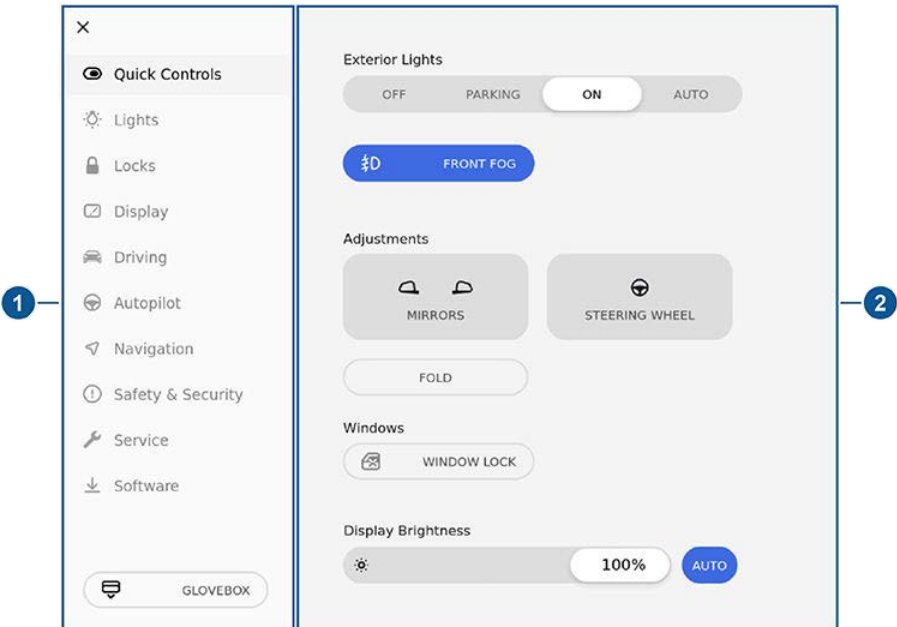 Quick Controls
Lights
Locks
Display
Driving
Autopilot
Navigation
Safety & Security
Service
Software
GLOVEBOX
1
Exterior Lights
OFF PARKING ON AUTO
FRONT FOG
Adjustments
MIRRORS STEERING WHEEL
FOLD
Windows
WINDOW LOCK
Display Brightness
100% AUTO
2